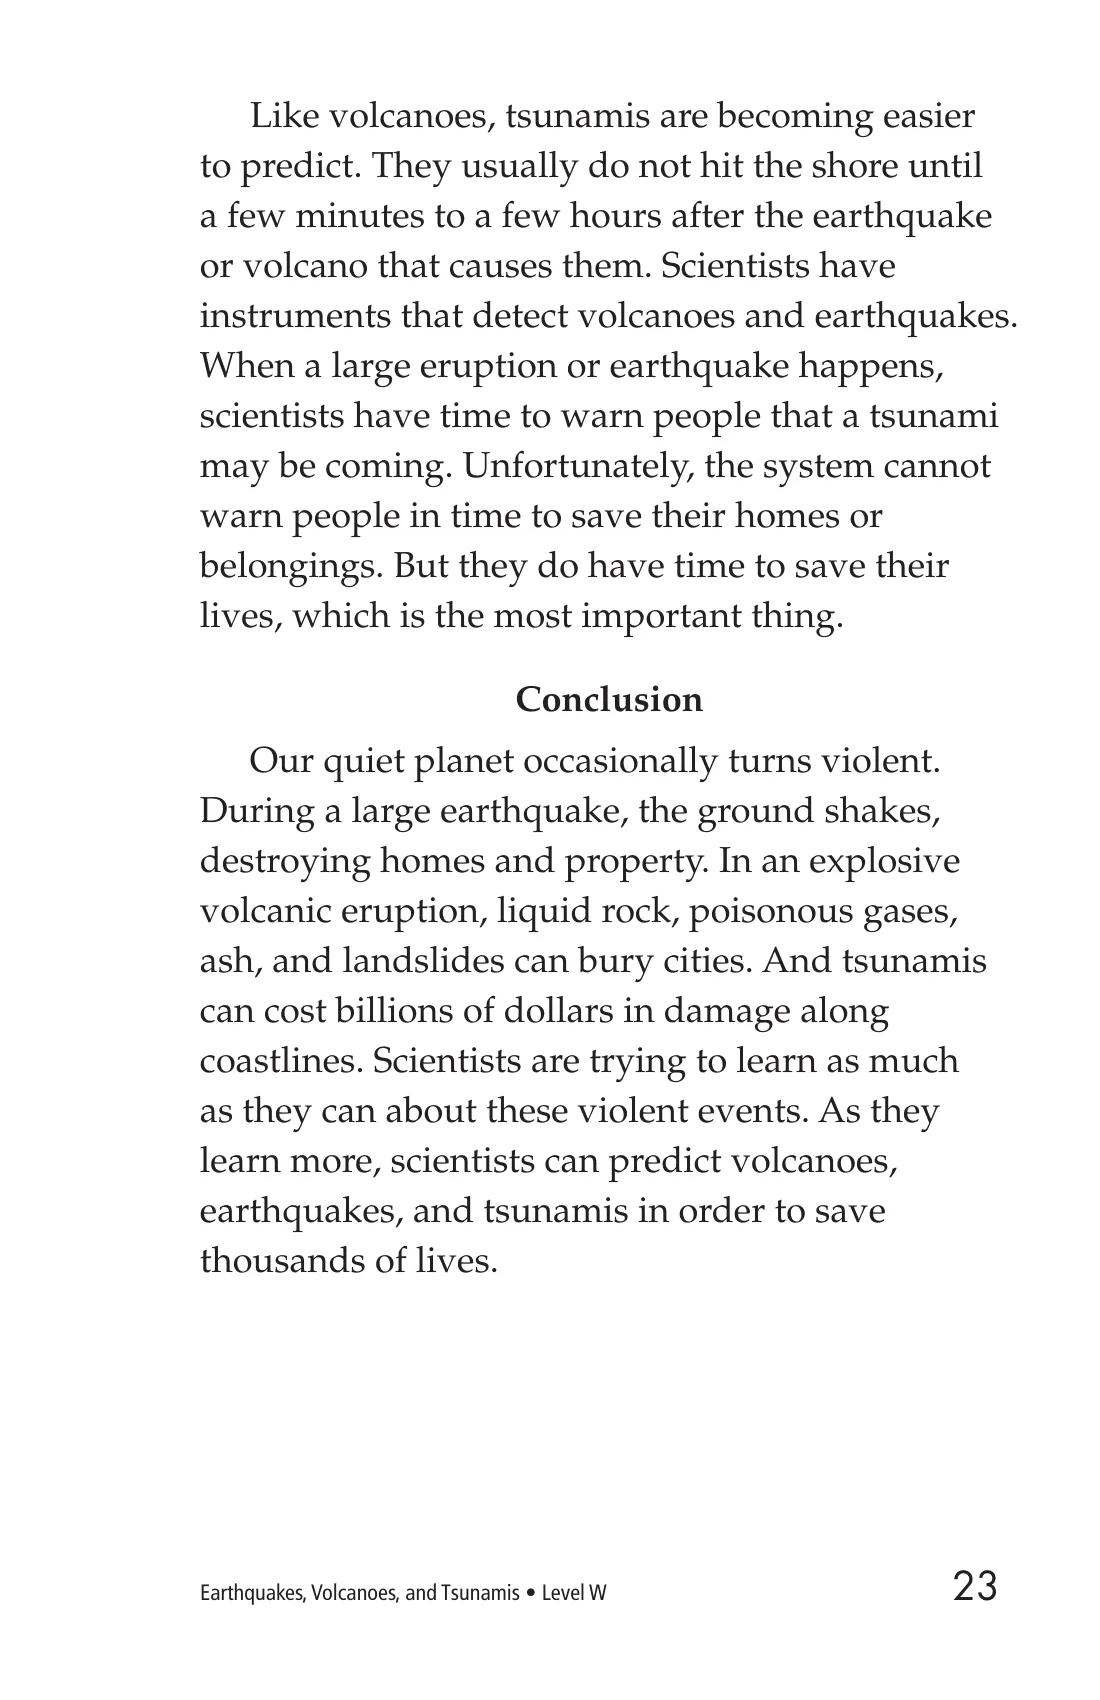 Like volcanoes, tsunamis are becoming easier
to predict. They usually do not hit the shore until
a few minutes to a few hours after the earthquake
or volcano that causes them. Scientists have
instruments that detect volcanoes and earthquakes.
When a large eruption or earthquake happens,
scientists have time to warn people that a tsunami
may be coming. Unfortunately, the system cannot
warn people in time to save their homes or
belongings. But they do have time to save their
lives, which is the most important thing.
Conclusion
Our quiet planet occasionally turns violent.
During a large earthquake, the ground shakes,
destroying homes and property. In an explosive
volcanic eruption, liquid rock, poisonous gases,
ash, and landslides can bury cities. And tsunamis
can cost billions of dollars in damage along
coastlines. Scientists are trying to learn as much
as they can about these violent events. As they
learn more, scientists can predict volcanoes,
earthquakes, and tsunamis in order to save
thousands of lives.
Earthquakes, Volcanoes, and Tsunamis • Level W 23